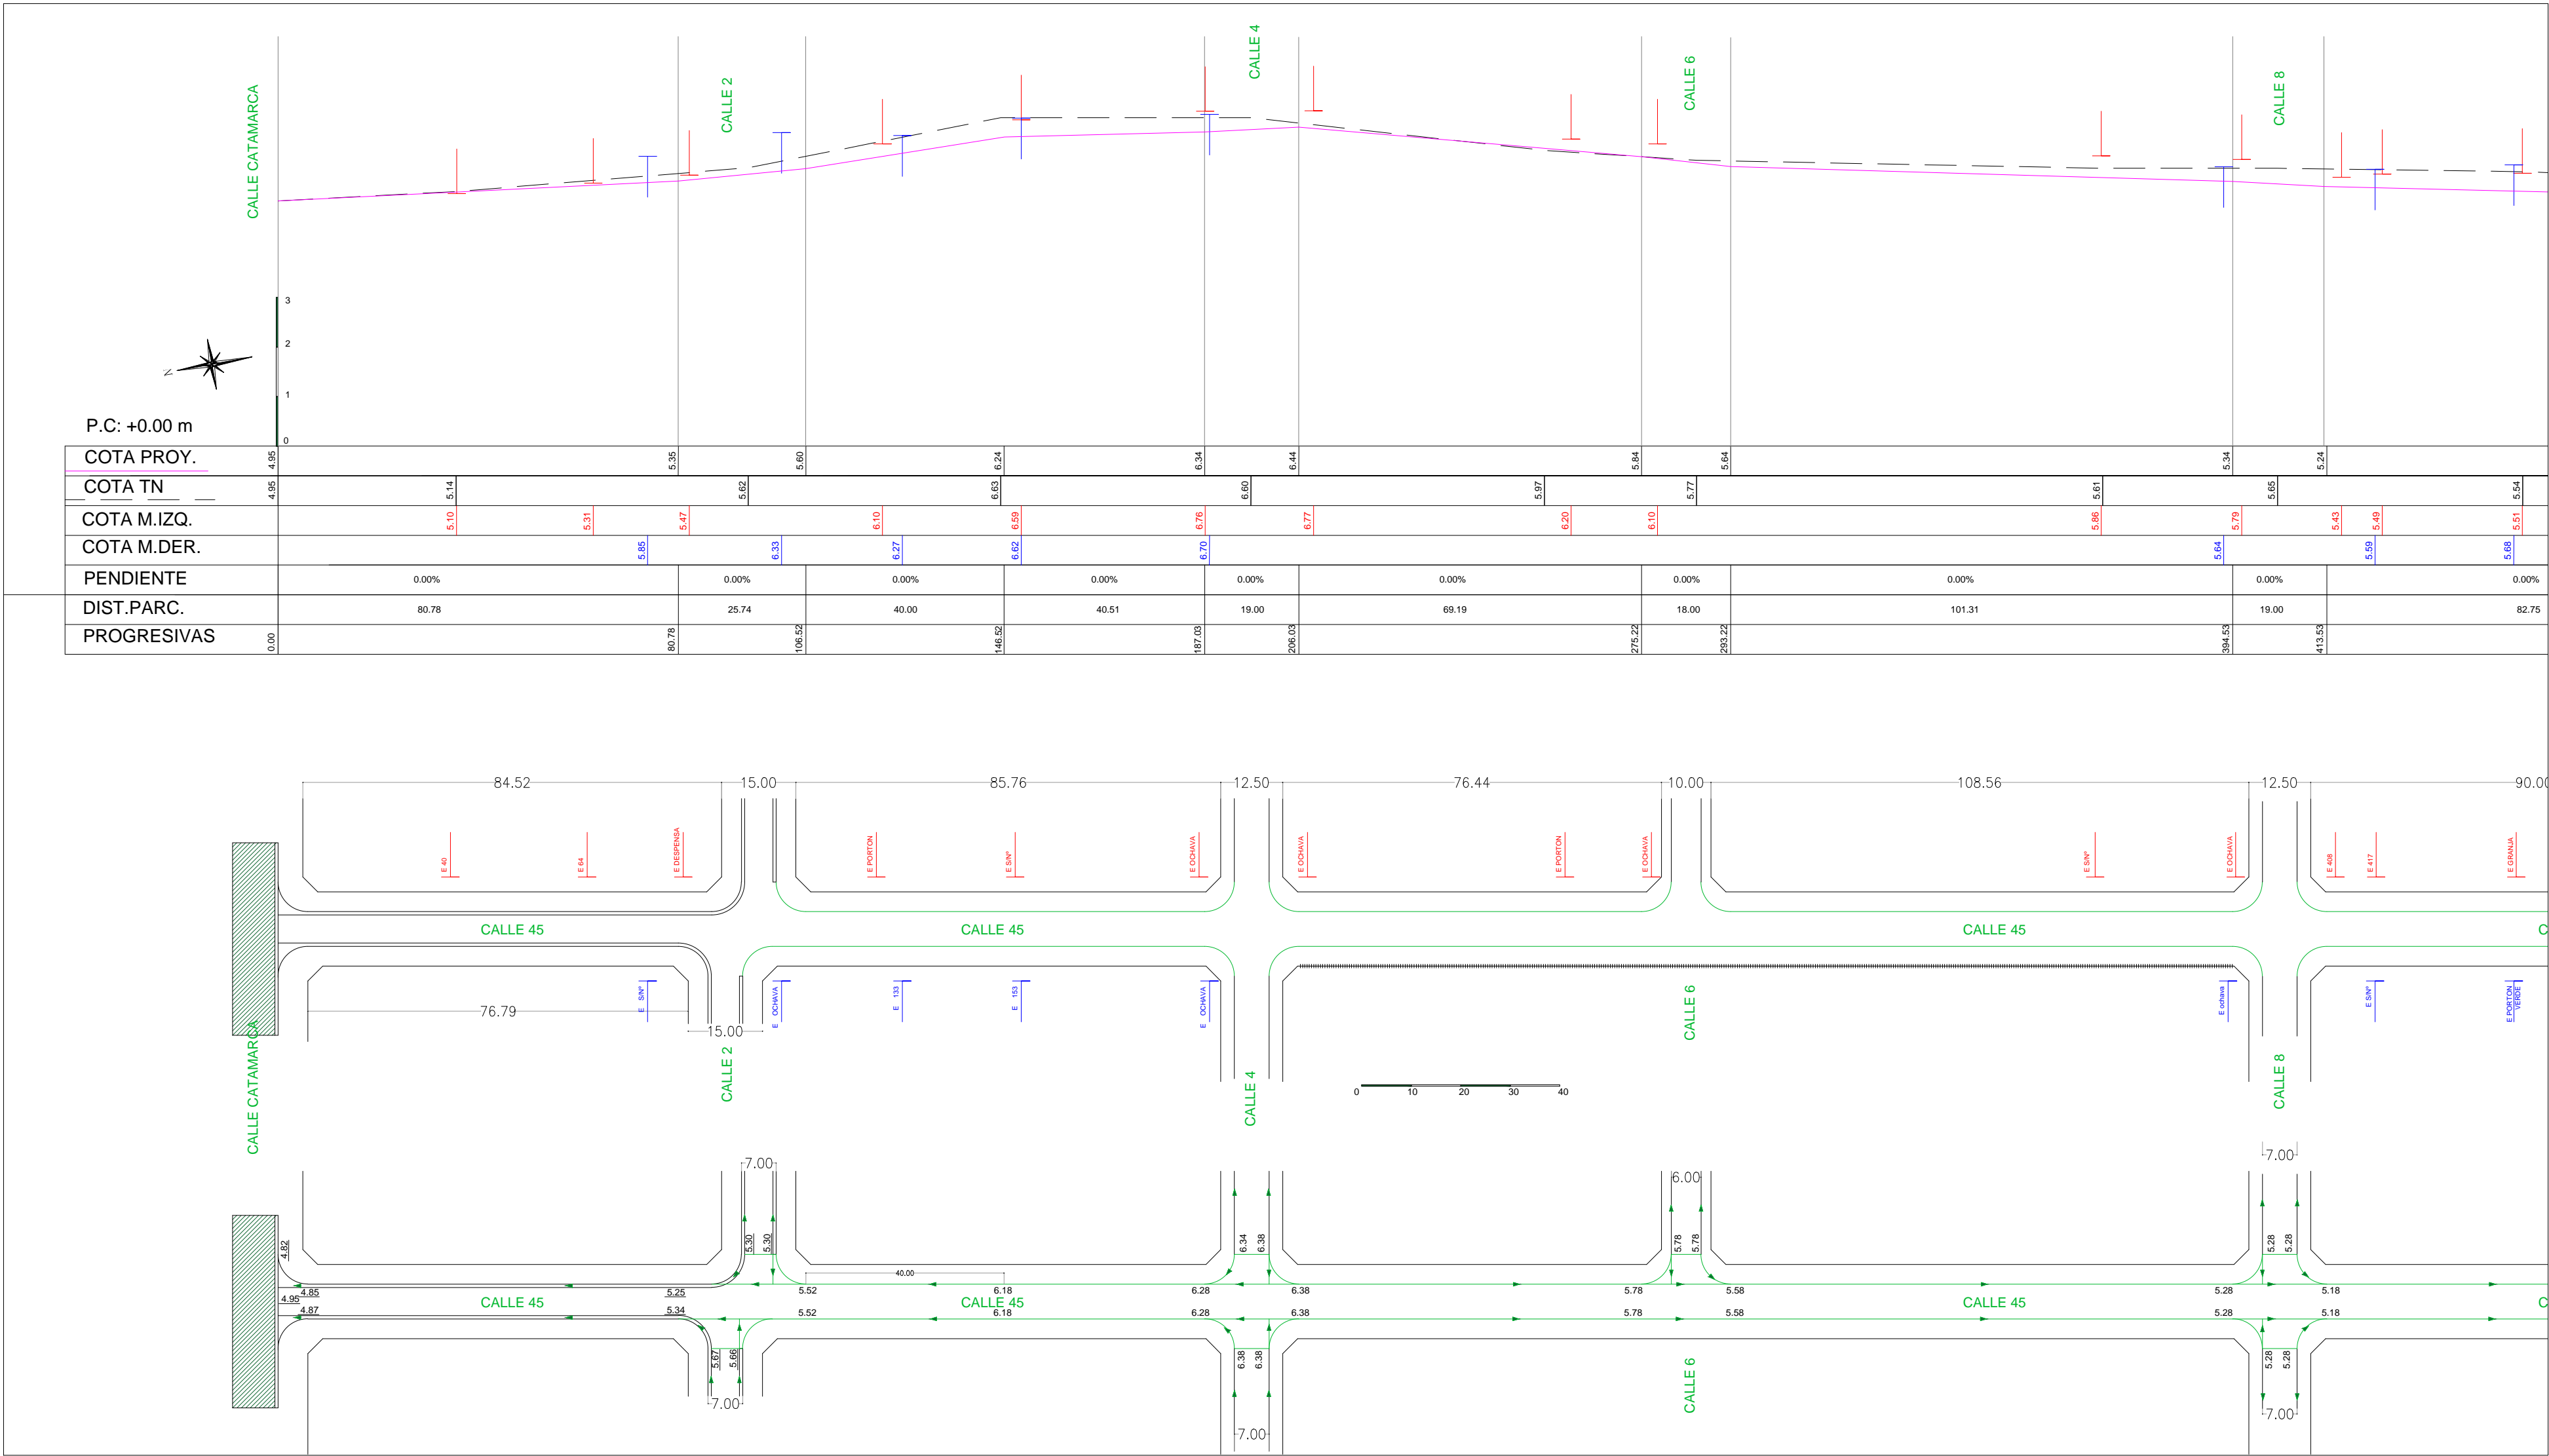 CALLE CATAMARCA
CALLE 2
CALLE 4
CALLE 6
CALLE 8
3
2
1
0
N
P.C: +0.00 m
COTA PROY. 4.95 5.35 5.60 6.24 6.34 6.44 5.84 5.64 5.34 5.24
COTA TN 4.95 5.14 5.62 6.63 6.60 5.97 5.77 5.61 5.65 5.54
COTA M.IZQ. 5.10 5.31 5.47 6.10 6.59 6.76 6.77 6.20 6.10 5.86 5.79 5.43 5.49 5.51
COTA M.DER. 5.85 6.33 6.27 6.62 6.70 5.64 5.59 5.68
PENDIENTE 0.00% 0.00% 0.00% 0.00% 0.00% 0.00% 0.00% 0.00% 0.00% 0.00%
DIST.PARC. 80.78 25.74 40.00 40.51 19.00 69.19 18.00 101.31 19.00 82.75
PROGRESIVAS 0.00 80.78 106.52 146.52 187.03 206.03 275.22 293.22 394.53 413.53
84.52 15.00 85.76 12.50 76.44 10.00 108.56 12.50 90.00
E 40 E 64 E DESPENSA E PORTON E S/Nº E OCHAVA E OCHAVA E PORTON E OCHAVA E S/Nº E OCHAVA E 408 E 417 E GRANJA
CALLE 45 CALLE 45 CALLE 45 C
E S/Nº E OCHAVA E 133 E 153 E OCHAVA E ochava E S/Nº E PORTON VERDE
76.79
15.00
CALLE CATAMARCA
CALLE 2
CALLE 4
CALLE 6
CALLE 8
0 10 20 30 40
7.00 6.00 7.00
4.82 5.30 5.30 6.34 6.38 5.78 5.78 5.28 5.28
40.00
4.85 5.25 5.52 6.18 6.28 6.38 5.78 5.58 5.28 5.18
4.95 CALLE 45 CALLE 45 CALLE 45 C
4.87 5.34 5.52 6.18 6.28 6.38 5.78 5.58 5.28 5.18
5.67 5.66 6.38 6.38 5.28 5.28
CALLE 6
7.00 7.00 7.00